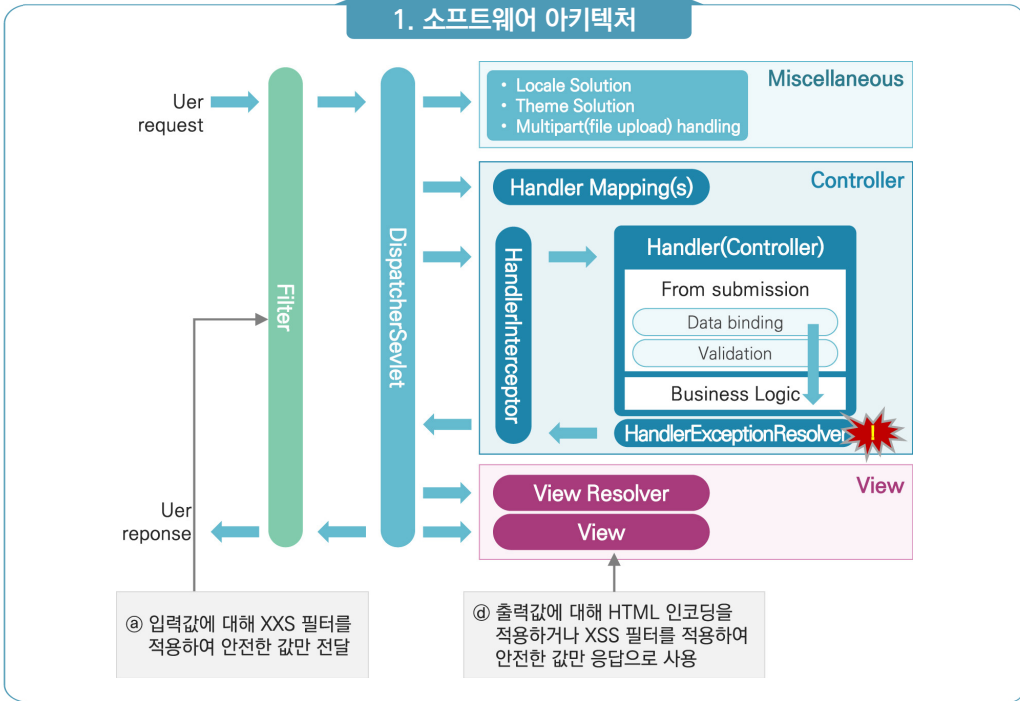 1. 소프트웨어 아키텍처
Uer
request
Filter
DispatcherSevlet
Miscellaneous
• Locale Solution
• Theme Solution
• Multipart(file upload) handling
Controller
Handler Mapping(s)
HandlerInterceptor
Handler(Controller)
From submission
Data binding
Validation
Business Logic
HandlerExceptionResolver
!
View
View Resolver
View
Uer
reponse
ⓐ 입력값에 대해 XXS 필터를
적용하여 안전한 값만 전달
ⓓ 출력값에 대해 HTML 인코딩을
적용하거나 XSS 필터를 적용하여
안전한 값만 응답으로 사용